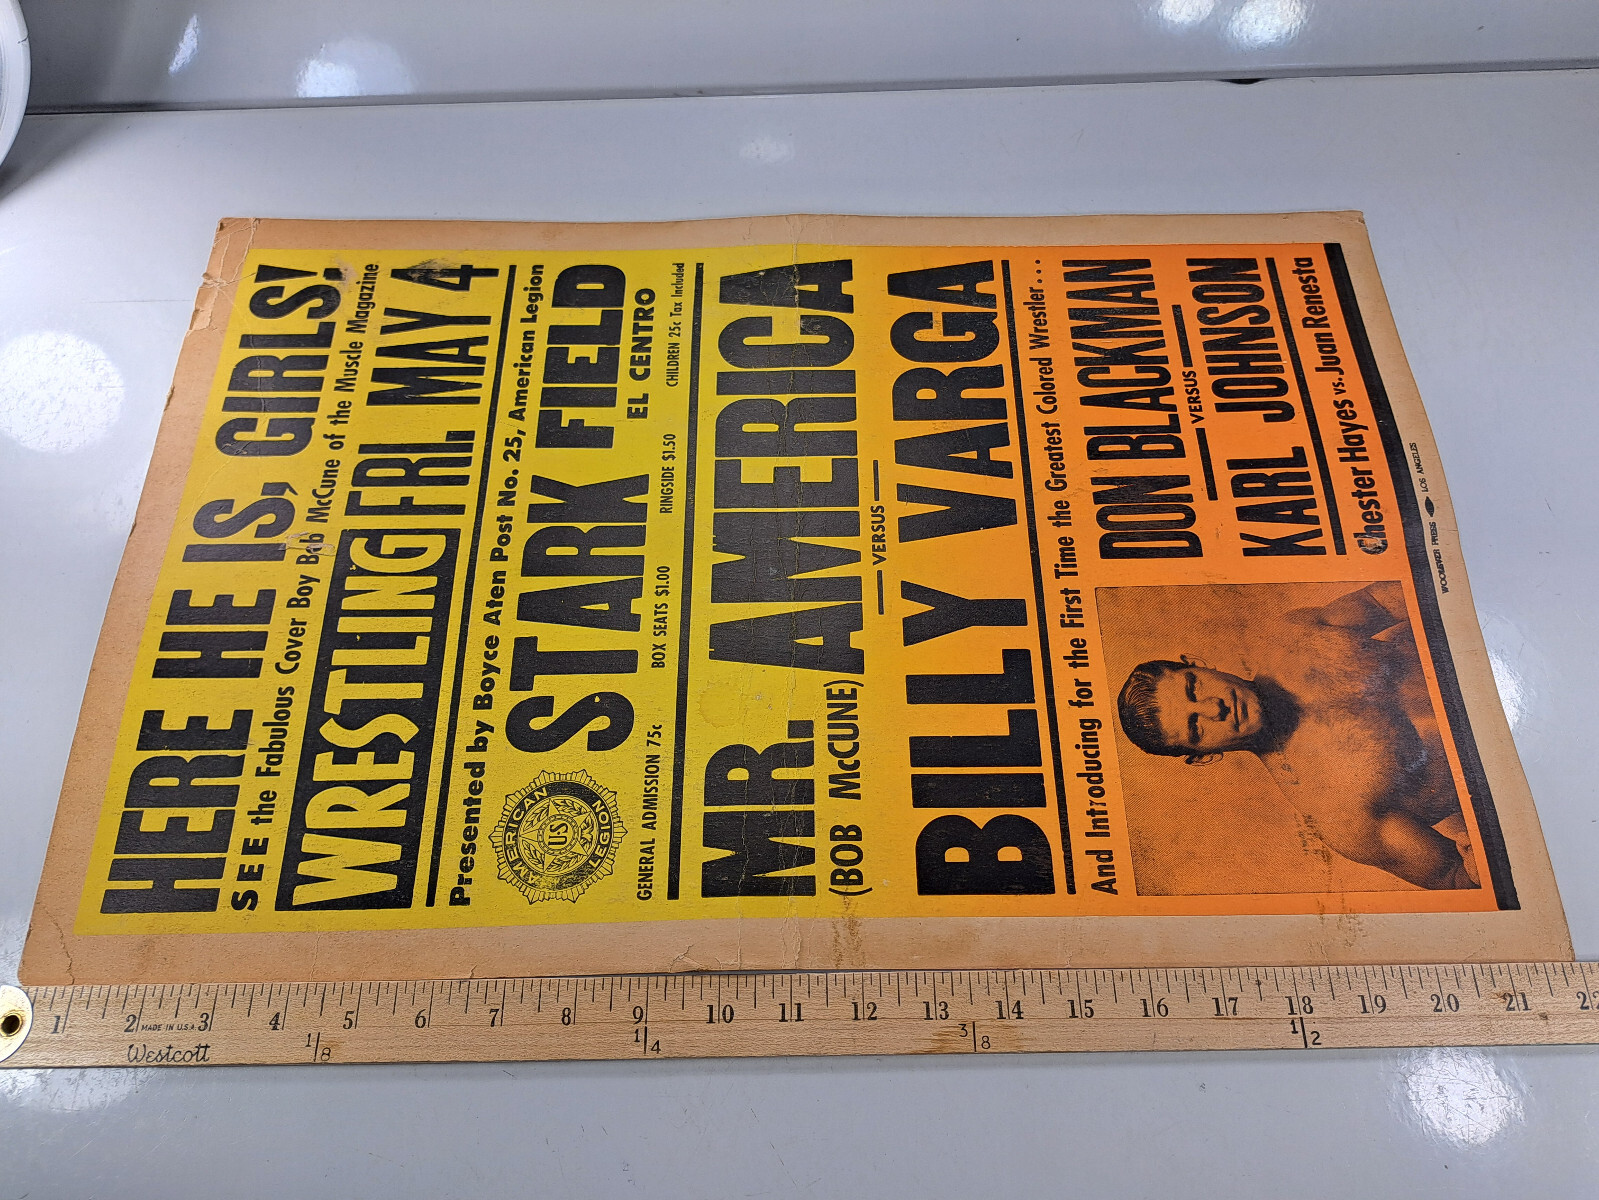 HERE HE IS, GIRLS!
SEE the Fabulous Cover Boy Bob McCune of the Muscle Magazine
WRESTLING FRI. MAY 4
Presented by Boyce Aten Post No. 25, American Legion
AMERICAN LEGION
US
STARK FIELD
EL CENTRO
GENERAL ADMISSION 75c BOX SEATS $1.00 RINGSIDE $1.50 CHILDREN 25c Tax Included
MR. AMERICA
(BOB McCUNE)
VERSUS
BILLY VARGA
And Introducing for the First Time the Greatest Colored Wrestler...
DON BLACKMAN
VERSUS
KARL JOHNSON
Chester Hayes vs. Juan Renesta
WOOLEVER PRESS LOS ANGELES
1 2 3 4 5 6 7 8 9 10 11 12 13 14 15 16 17 18 19 20 21 22
MADE IN U.S.A.
Westcott
1/8 1/4 3/8 1/2